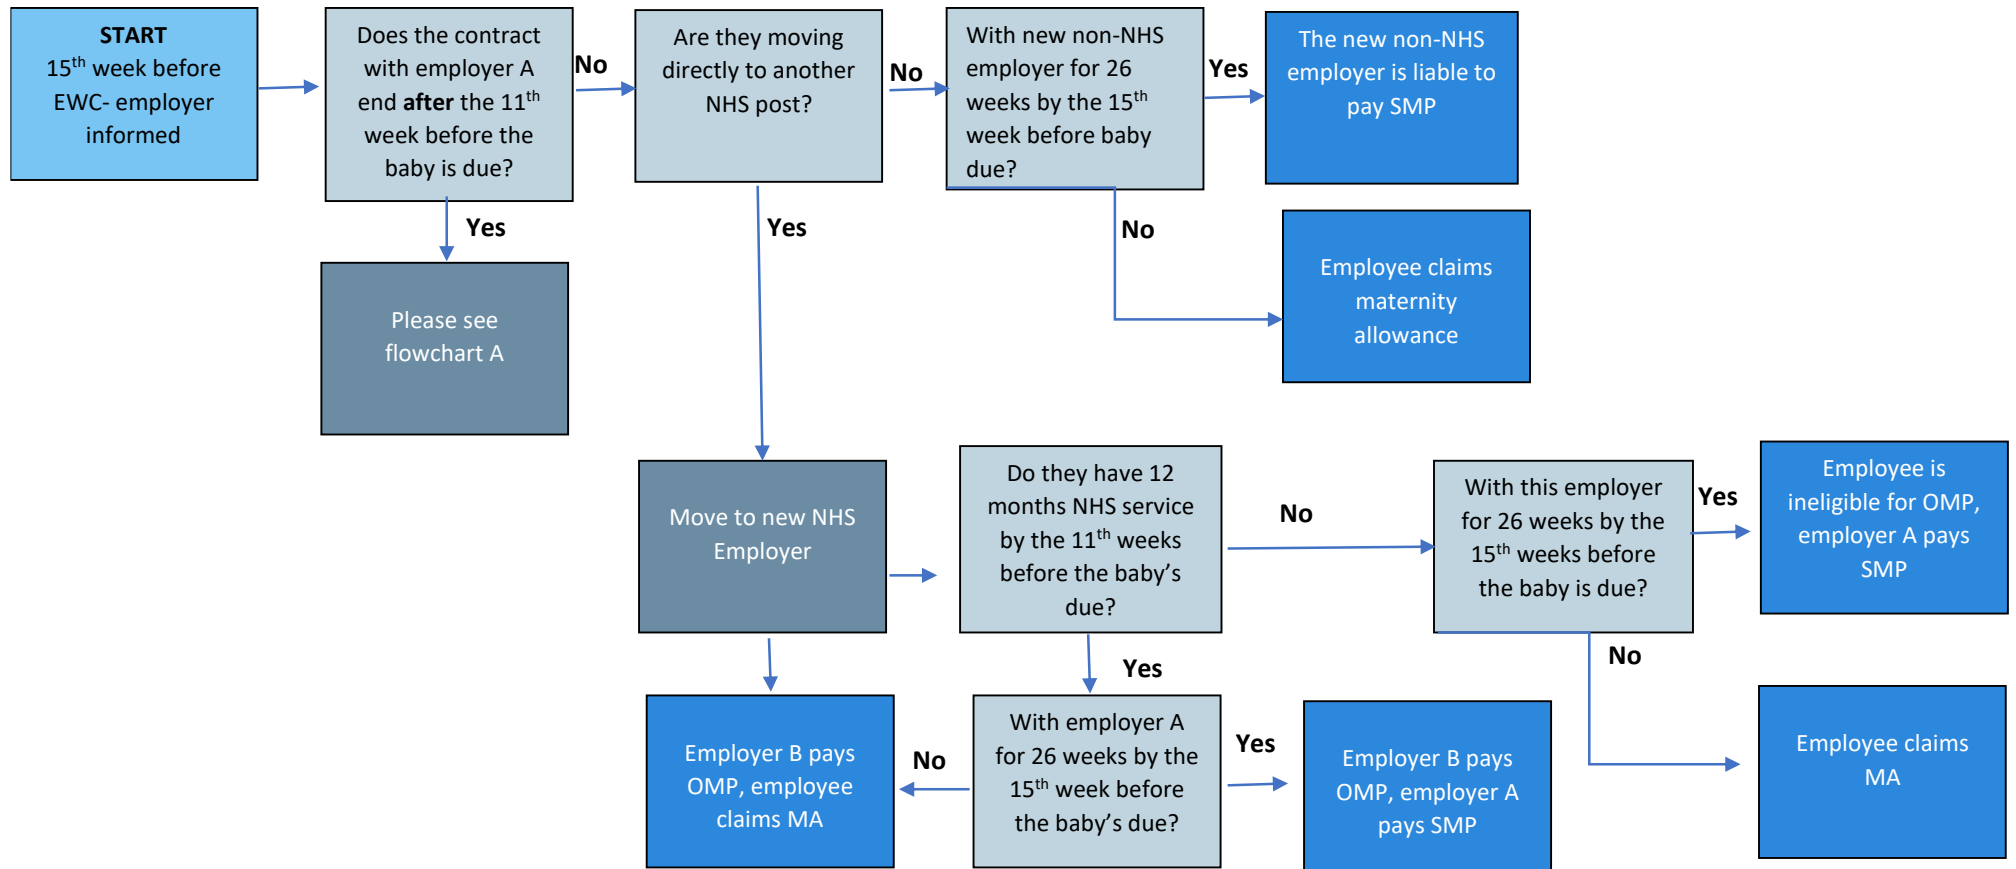 START
15th week before
EWC- employer
informed
Does the contract
with employer A
end after the 11th
week before the
baby is due?
No
Are they moving
directly to another
NHS post?
No
With new non-NHS
employer for 26
weeks by the 15th
week before baby
due?
Yes
The new non-NHS
employer is liable to
pay SMP
Yes
Yes
No
Please see
flowchart A
Employee claims
maternity
allowance
Move to new NHS
Employer
Do they have 12
months NHS service
by the 11th weeks
before the baby’s
due?
No
With this employer
for 26 weeks by the
15th weeks before
the baby is due?
Yes
Employee is
ineligible for OMP,
employer A pays
SMP
Yes
No
Employer B pays
OMP, employee
claims MA
No
With employer A
for 26 weeks by the
15th week before
the baby’s due?
Yes
Employer B pays
OMP, employer A
pays SMP
Employee claims
MA